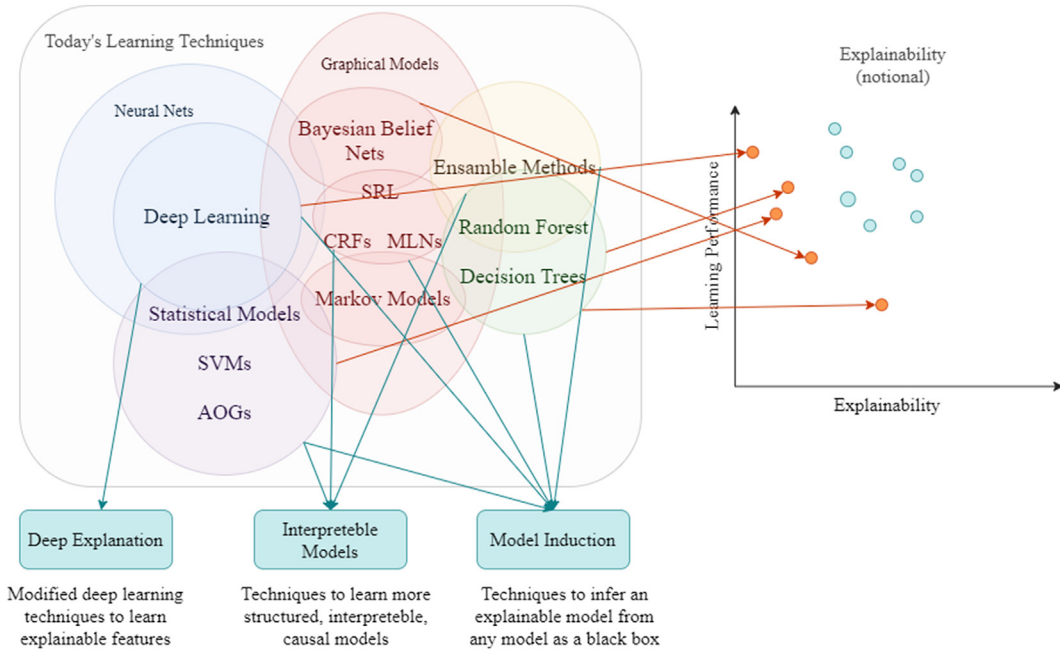 Today's Learning Techniques
Neural Nets
Graphical Models
Bayesian Belief
Nets
Ensamble Methods
SRL
Deep Learning
Random Forest
CRFs MLNs
Decision Trees
Markov Models
Statistical Models
SVMs
AOGs
Explainability
(notional)
Learning Performance
Explainability
Deep Explanation
Modified deep learning
techniques to learn
explainable features
Interpreteble
Models
Techniques to learn more
structured, interpreteble,
causal models
Model Induction
Techniques to infer an
explainable model from
any model as a black box